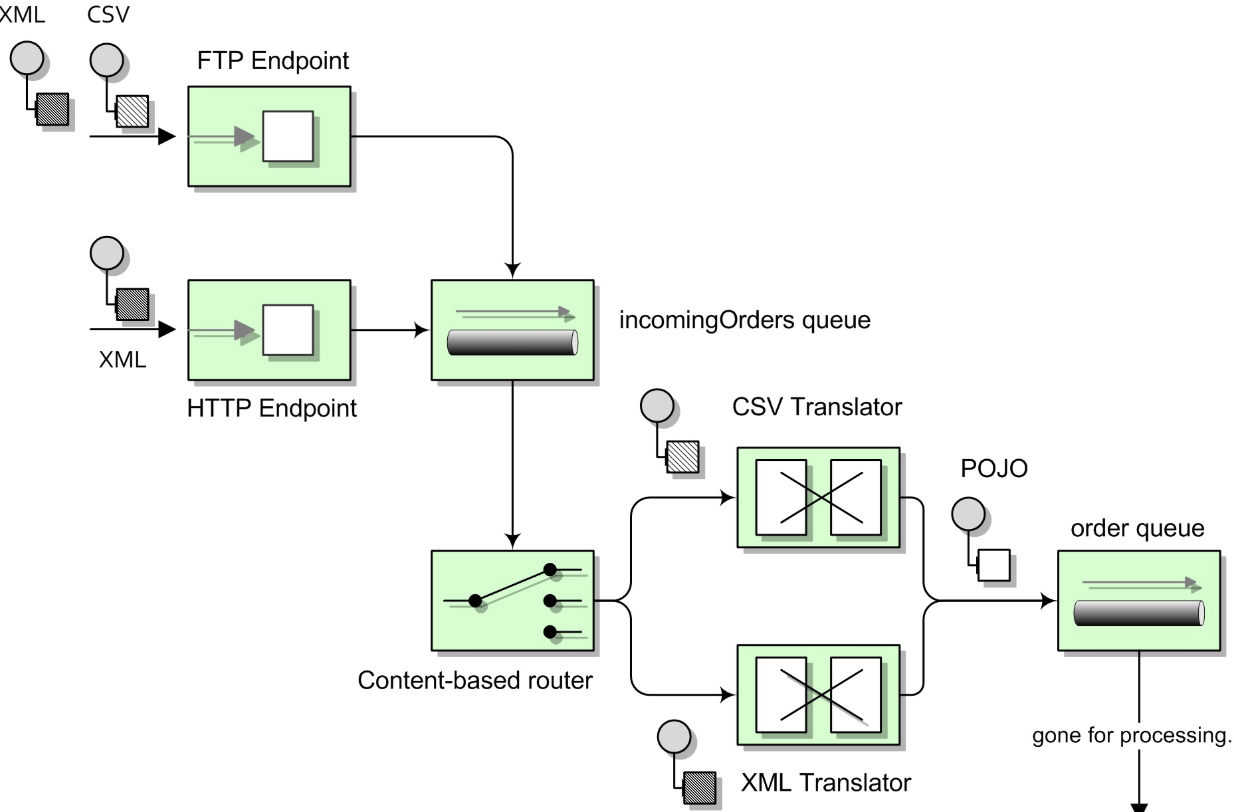 XML
CSV
FTP Endpoint
incomingOrders queue
XML
HTTP Endpoint
CSV Translator
POJO
order queue
Content-based router
gone for processing.
XML Translator